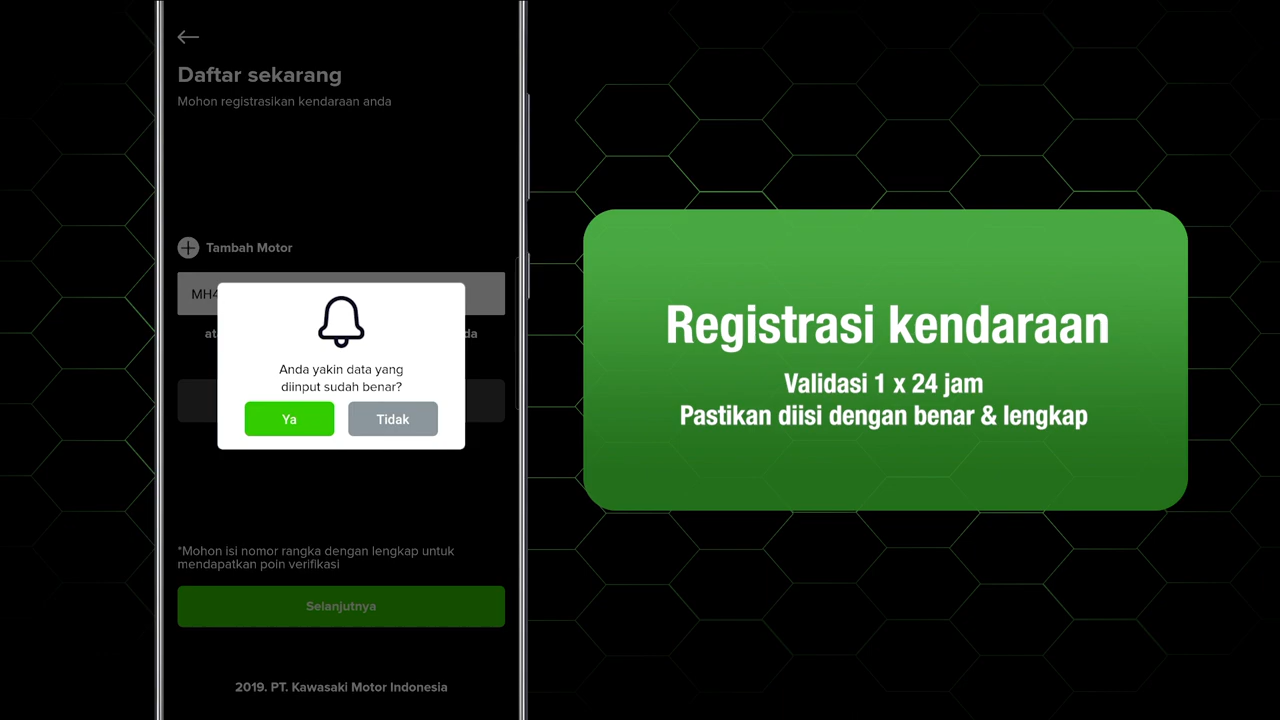 Daftar sekarang
Mohon registrasikan kendaraan anda
Tambah Motor
MH4
Anda yakin data yang
diinput sudah benar?
Ya
Tidak
*Mohon isi nomor rangka dengan lengkap untuk
mendapatkan poin verifikasi
Selanjutnya
2019. PT. Kawasaki Motor Indonesia
Registrasi kendaraan
Validasi 1 x 24 jam
Pastikan diisi dengan benar & lengkap